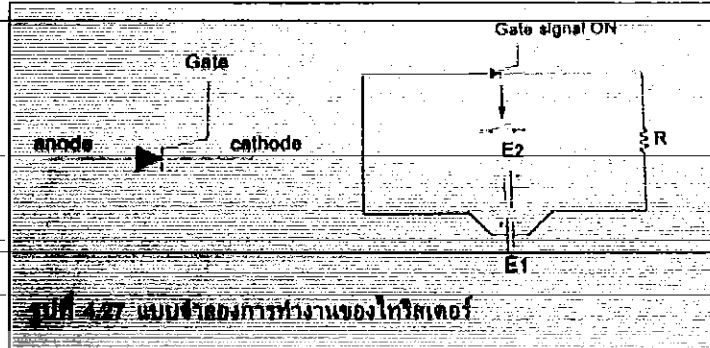 Gate signal ON
Gate
anode
cathode
E2
R
E1
รูปที่ 4.27 แบบจำลองการทำงานของไทริสเตอร์